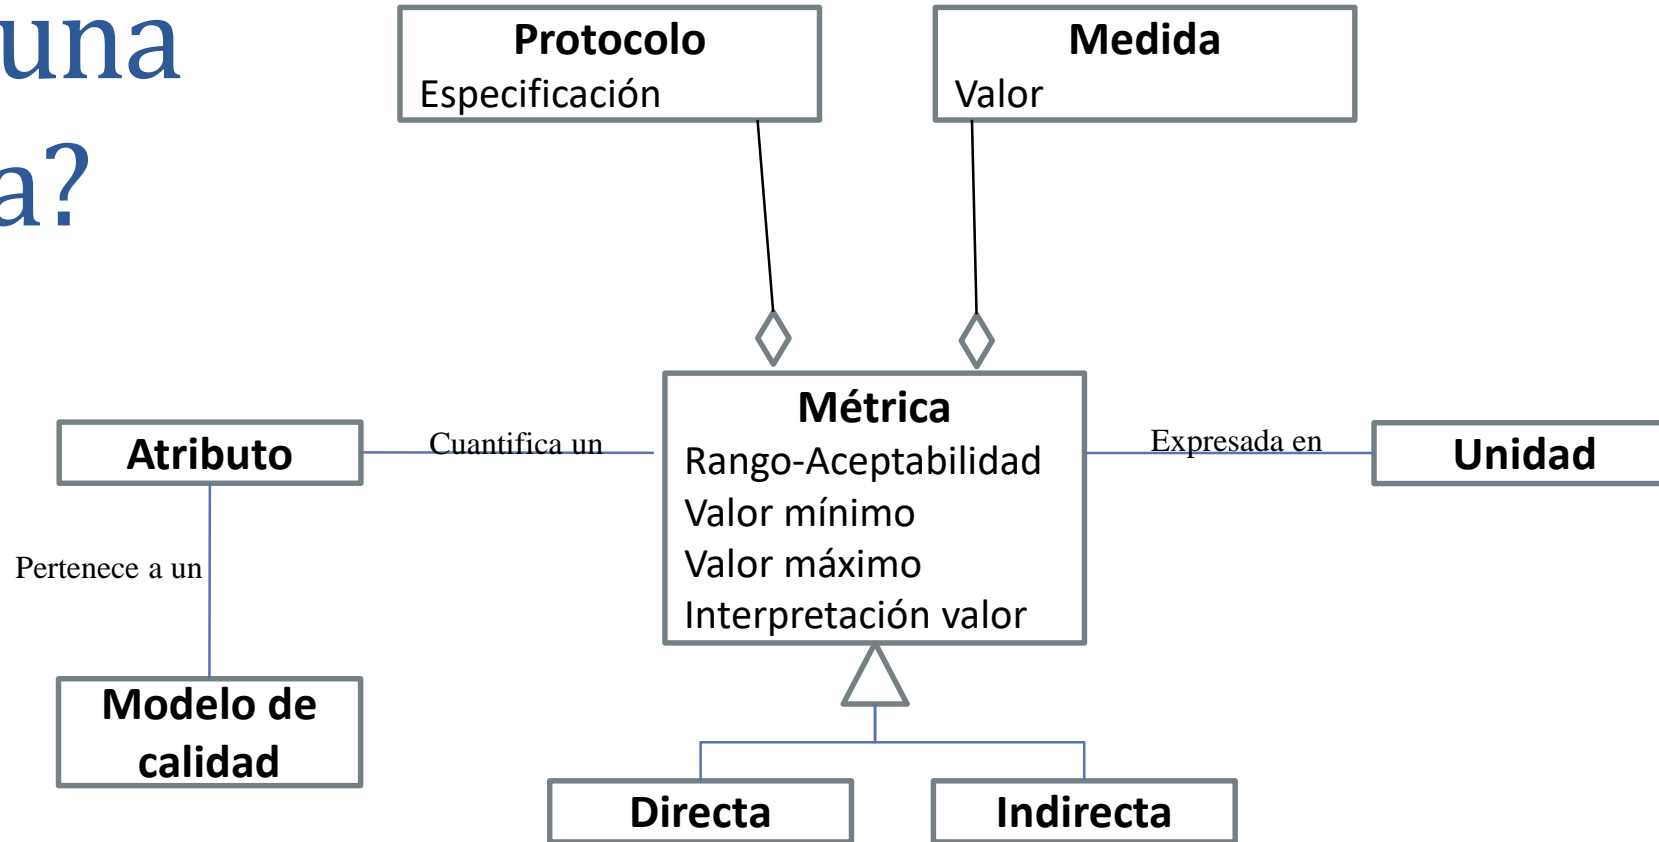 una
a?
Protocolo
Especificación
Medida
Valor
Métrica
Rango-Aceptabilidad
Valor mínimo
Valor máximo
Interpretación valor
Atributo
Cuantifica un
Expresada en
Unidad
Pertenece a un
Modelo de
calidad
Directa
Indirecta